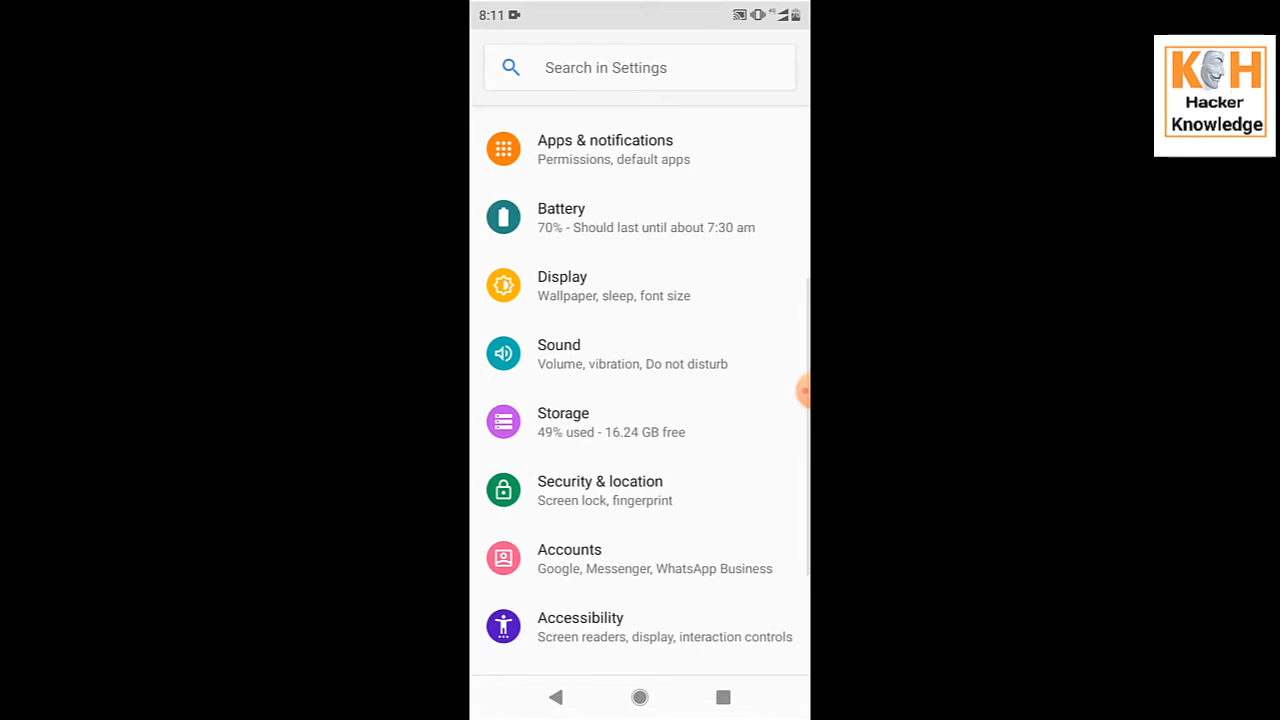 8:11
Search in Settings
KCH
Hacker
Knowledge
Apps & notifications
Permissions, default apps
Battery
70% - Should last until about 7:30 am
Display
Wallpaper, sleep, font size
Sound
Volume, vibration, Do not disturb
Storage
49% used - 16.24 GB free
Security & location
Screen lock, fingerprint
Accounts
Google, Messenger, WhatsApp Business
Accessibility
Screen readers, display, interaction controls